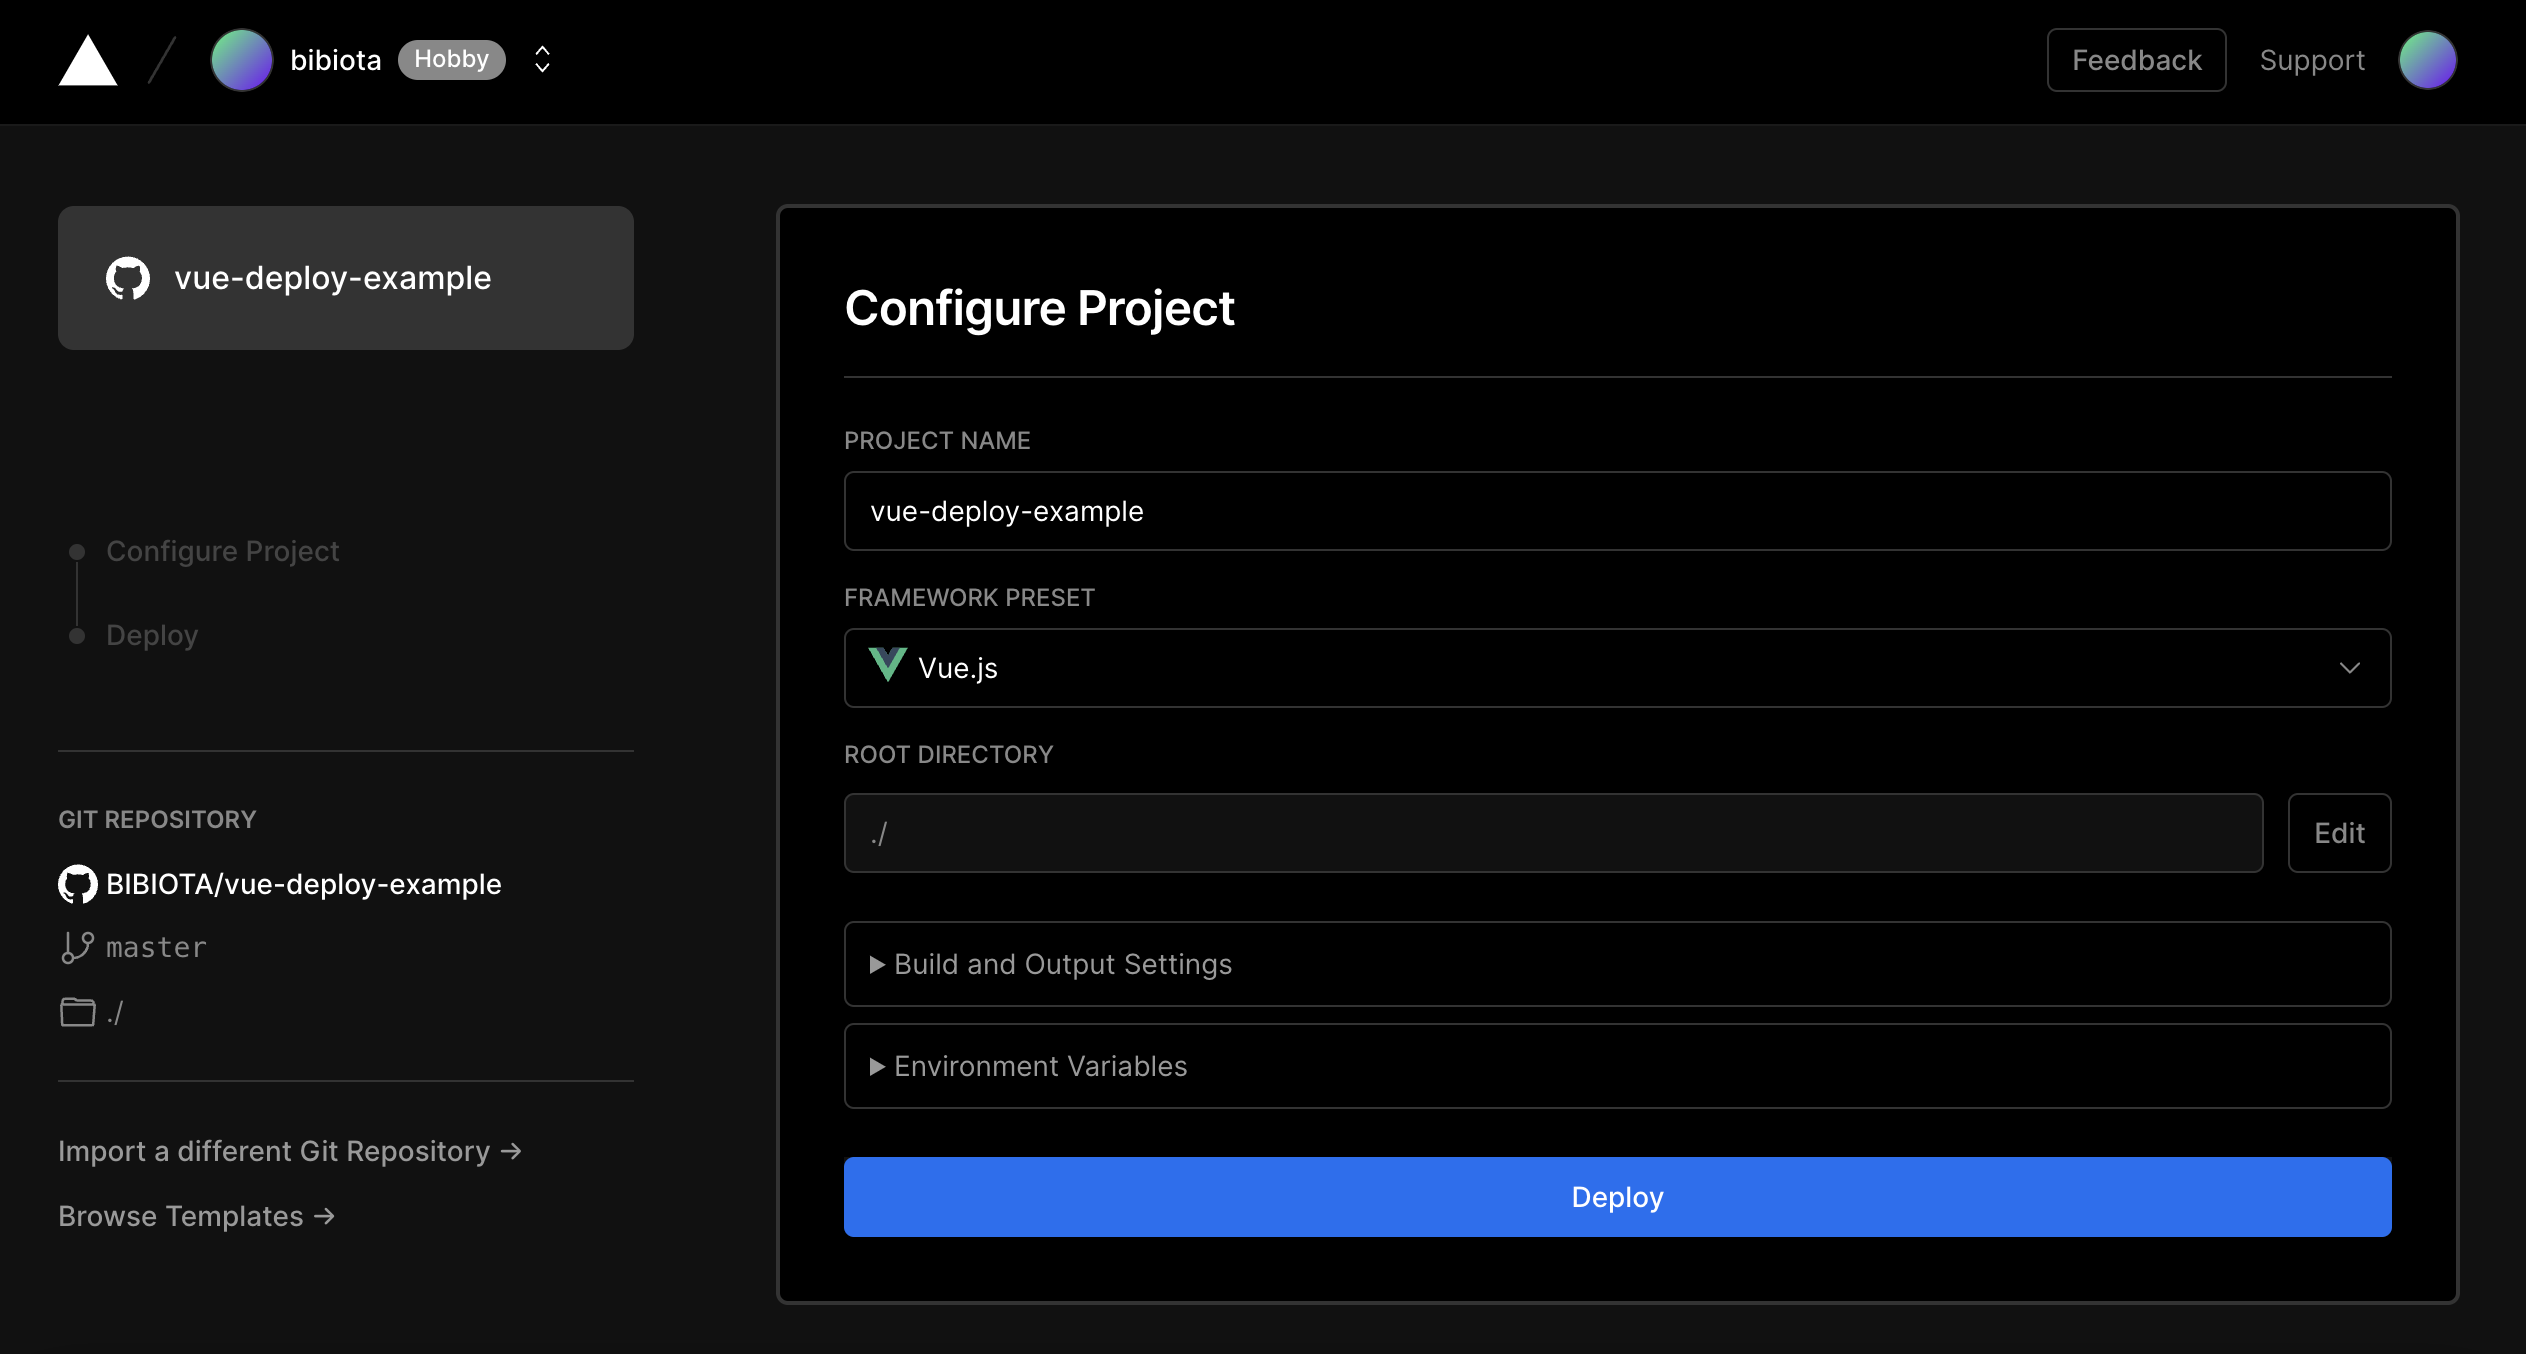 bibiota Hobby
Feedback Support
vue-deploy-example
Configure Project
Deploy
GIT REPOSITORY
BIBIOTA/vue-deploy-example
master
./
Import a different Git Repository →
Browse Templates →
Configure Project
PROJECT NAME
vue-deploy-example
FRAMEWORK PRESET
Vue.js
ROOT DIRECTORY
./ Edit
Build and Output Settings
Environment Variables
Deploy